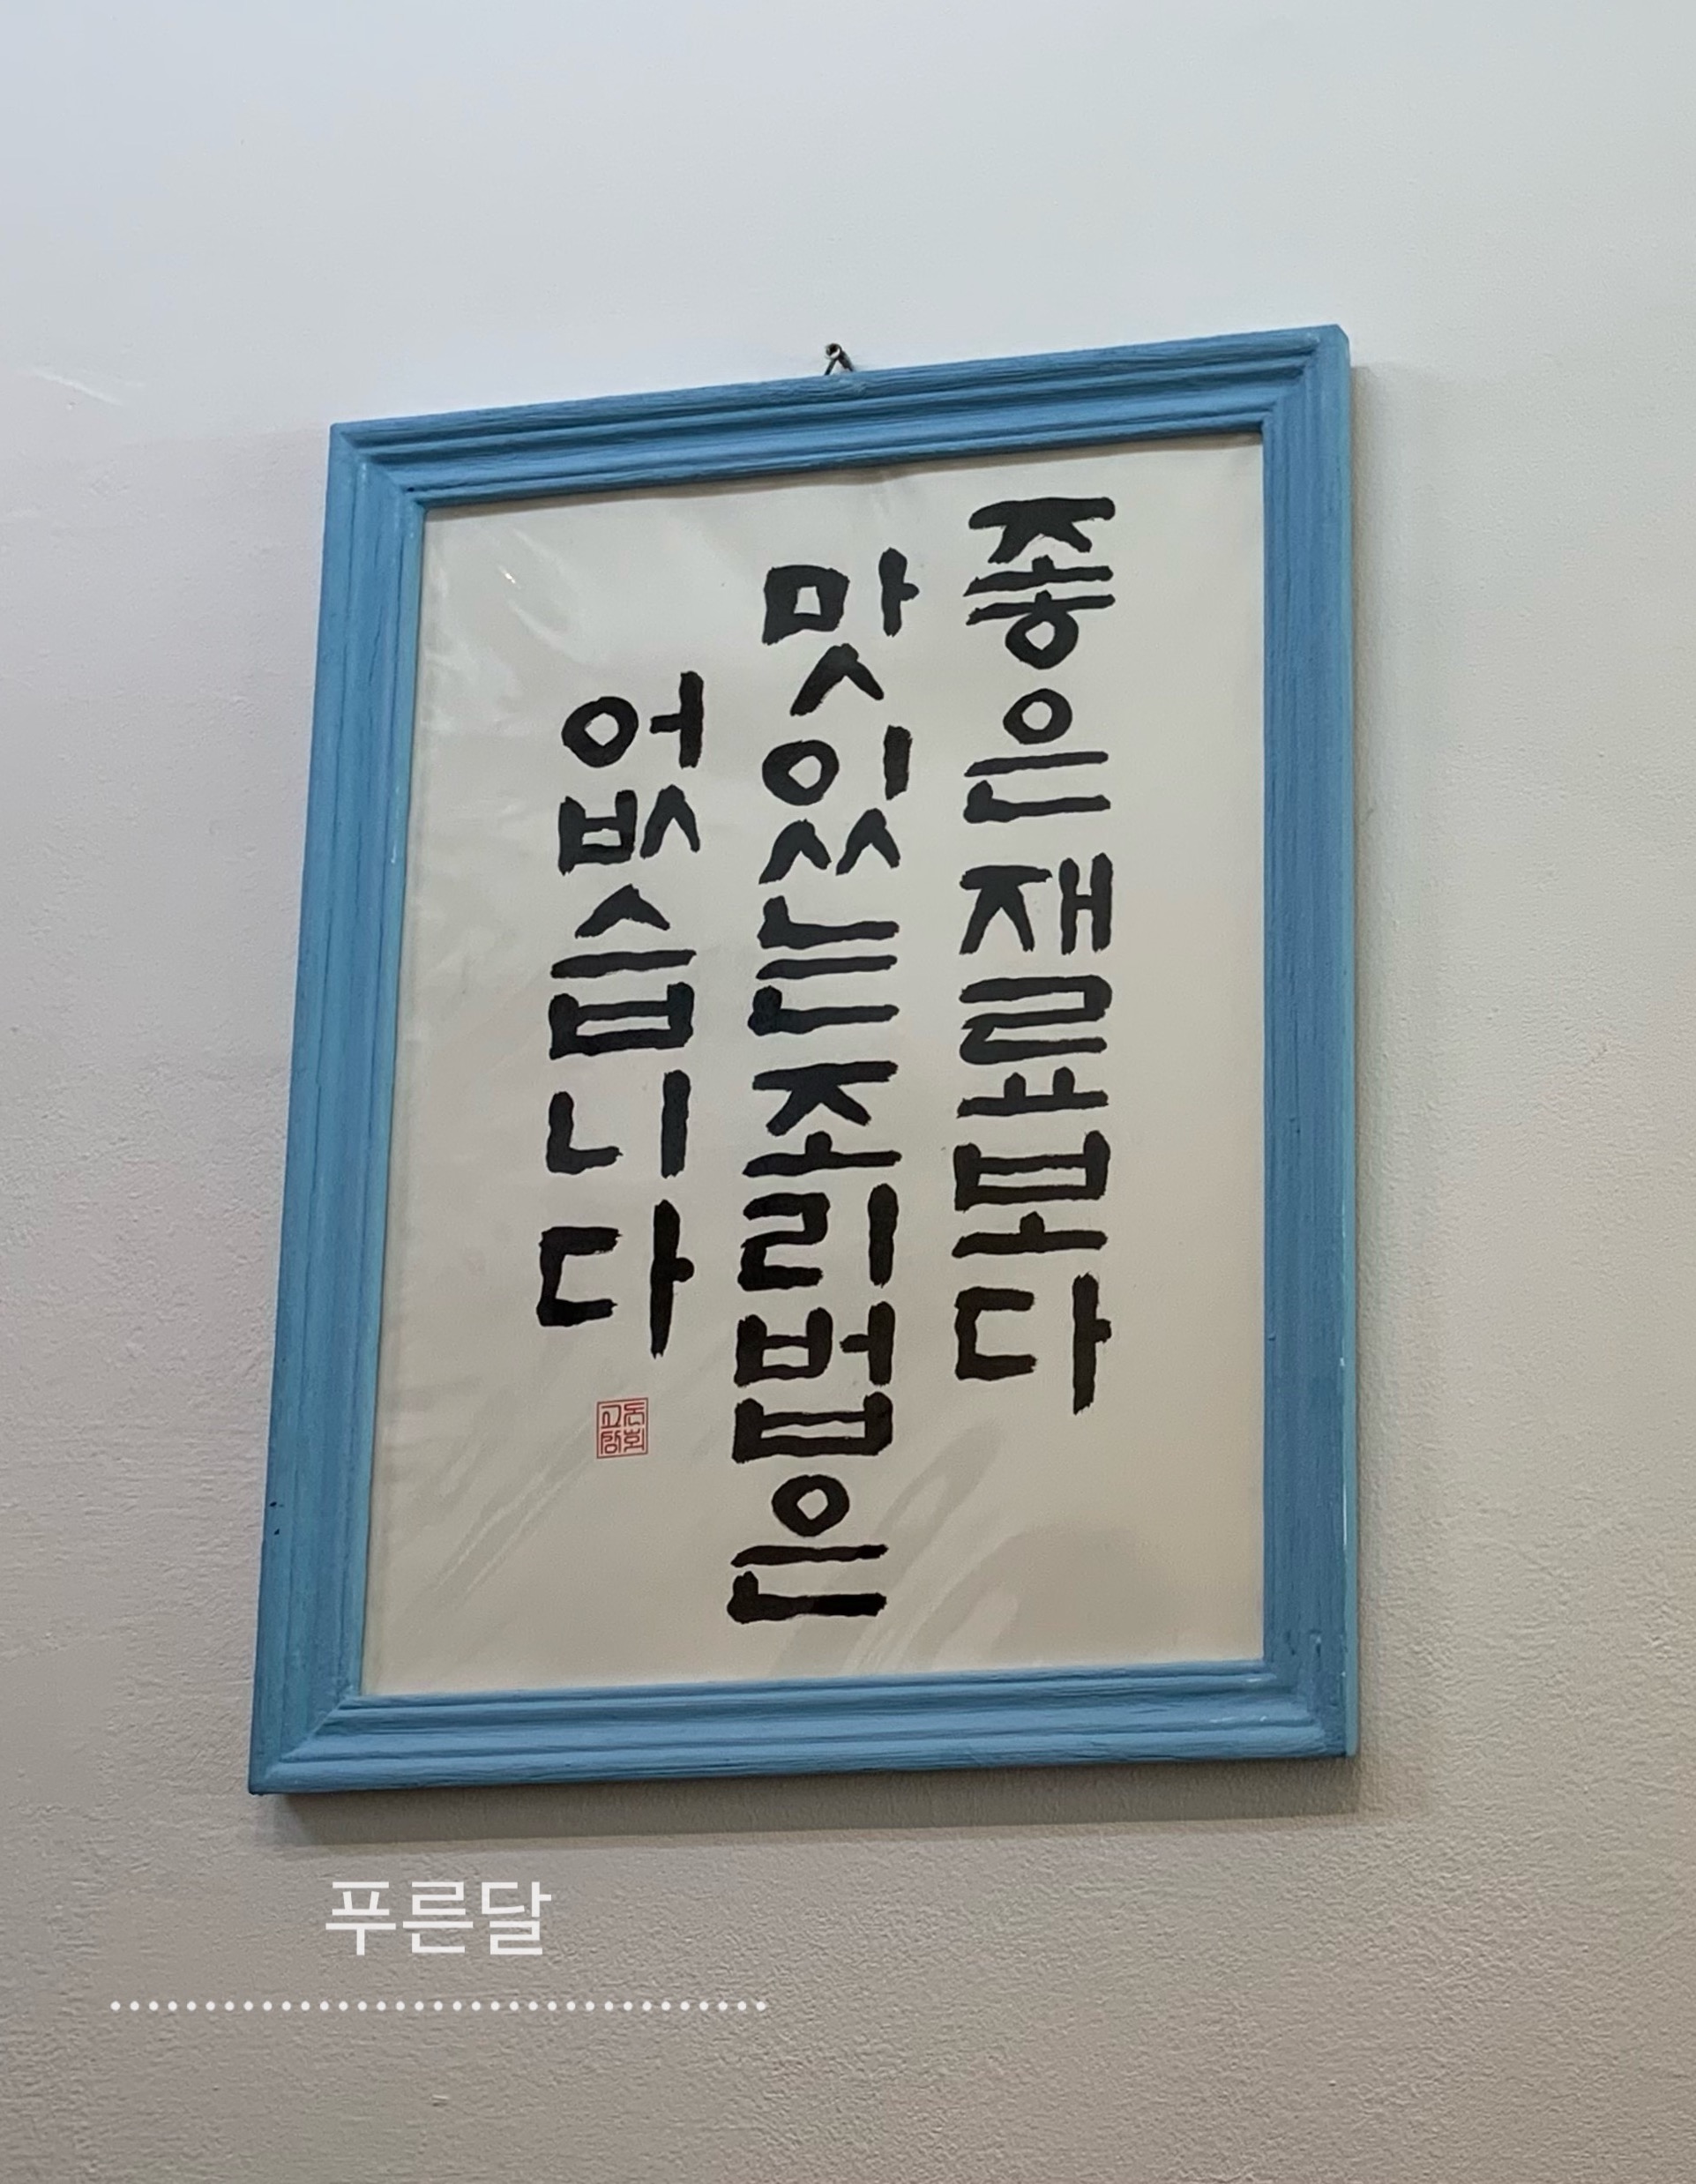 좋은재료보다
맛있는조리법은
없습니다
푸른달